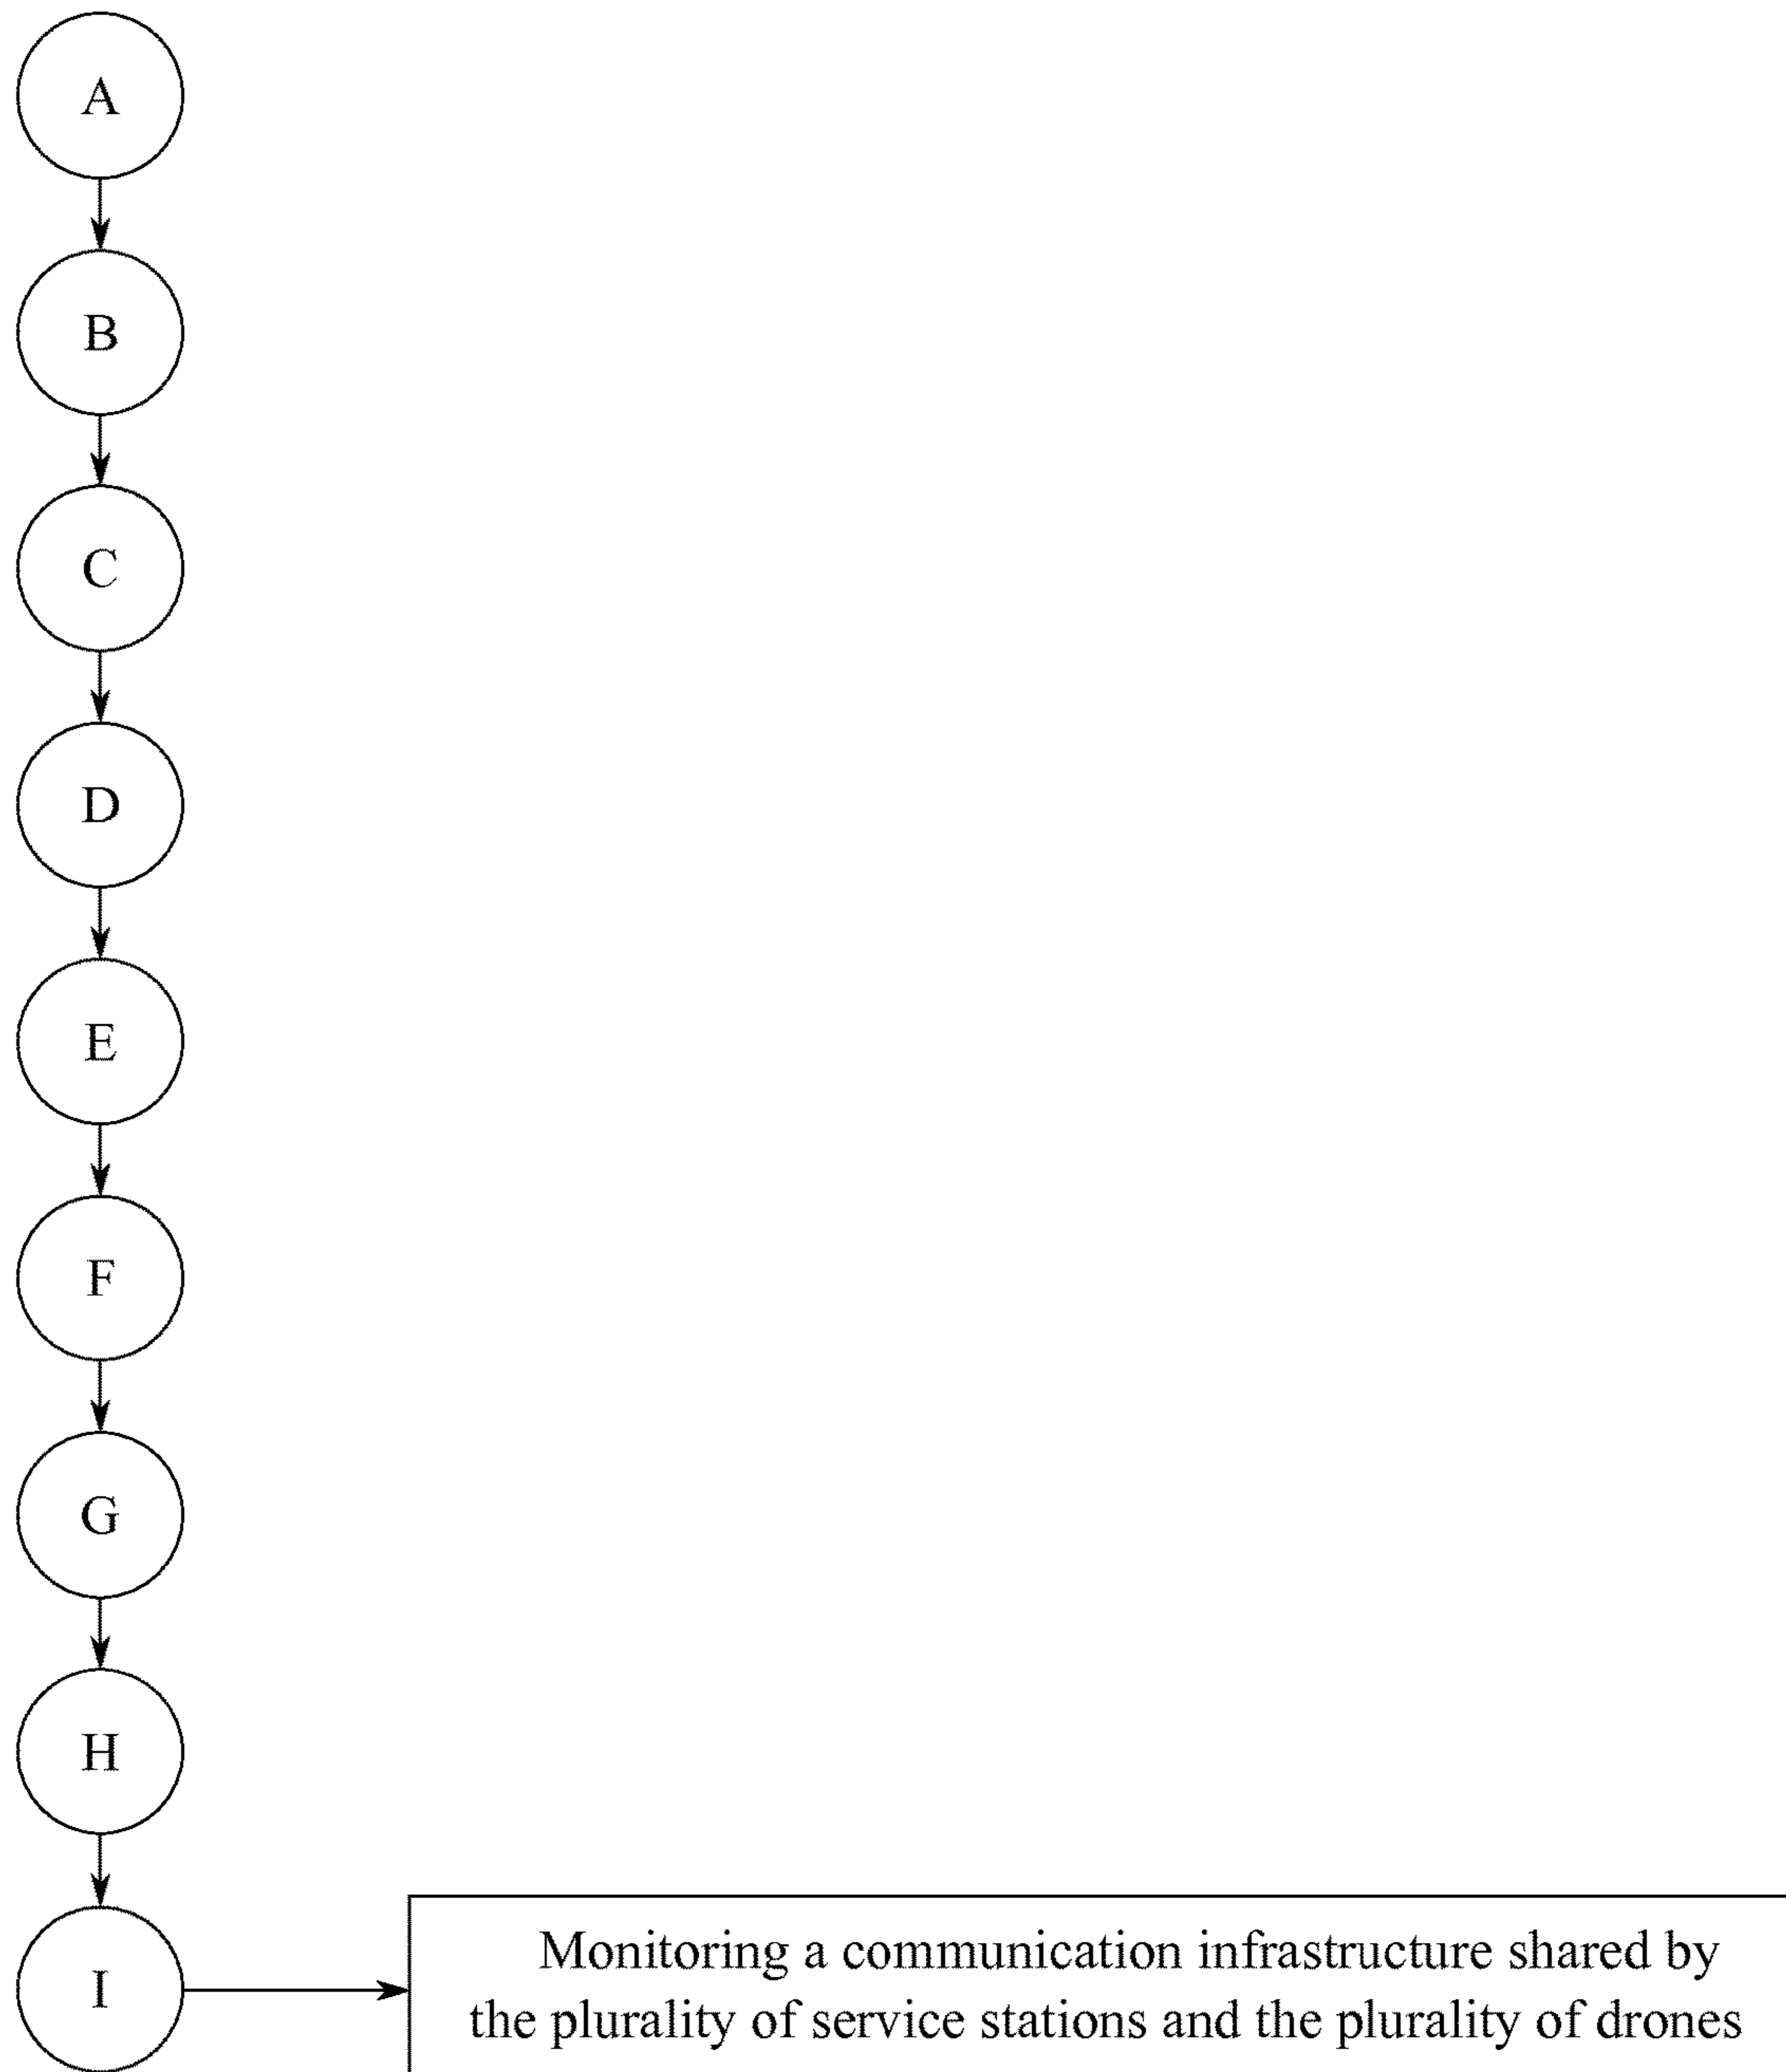 A
B
C
D
E
F
G
H
I
Monitoring a communication infrastructure shared by
the plurality of service stations and the plurality of drones